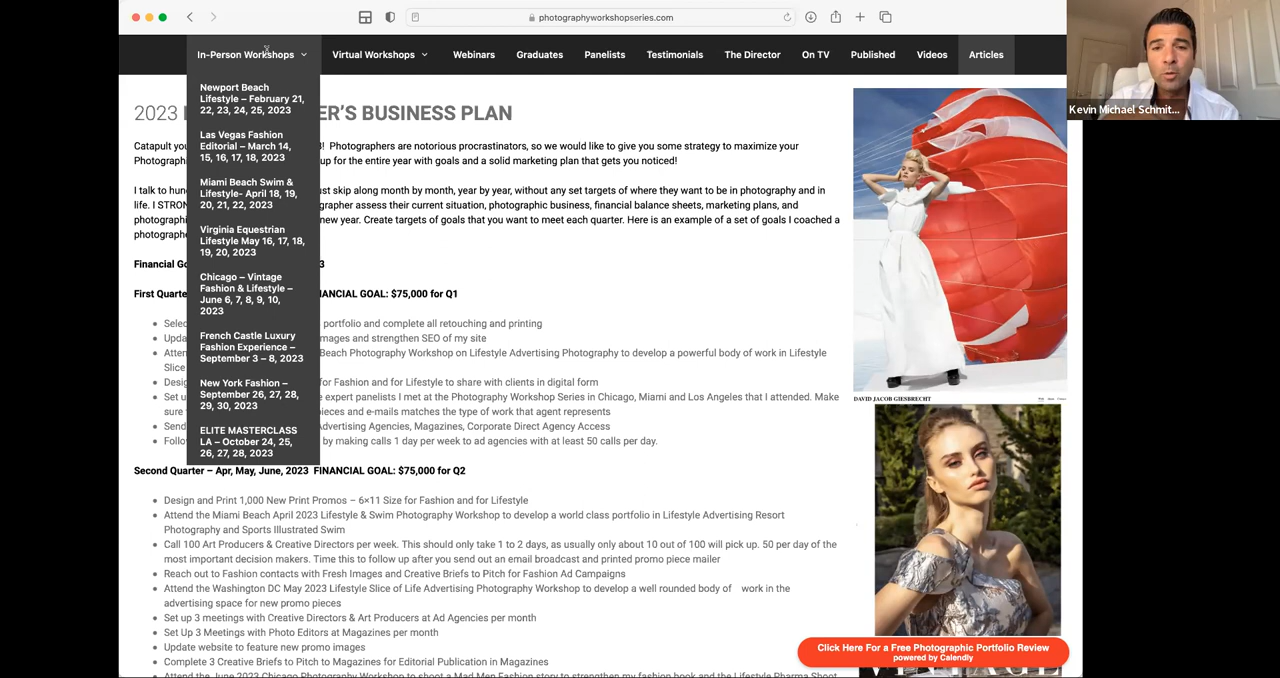 photographyworkshopseries.com
In-Person Workshops
Virtual Workshops
Webinars
Graduates
Panelists
Testimonials
The Director
On TV
Published
Videos
Articles
Kevin Michael Schmit...
Newport Beach
Lifestyle – February 21,
22, 23, 24, 25, 2023
Las Vegas Fashion
Editorial – March 14,
15, 16, 17, 18, 2023
Miami Beach Swim &
Lifestyle- April 18, 19,
20, 21, 22, 2023
Virginia Equestrian
Lifestyle May 16, 17, 18,
19, 20, 2023
Chicago – Vintage
Fashion & Lifestyle –
June 6, 7, 8, 9, 10,
2023
French Castle Luxury
Fashion Experience –
September 3 – 8, 2023
New York Fashion –
September 26, 27, 28,
29, 30, 2023
ELITE MASTERCLASS
LA – October 24, 25,
26, 27, 28, 2023
2023 ER'S BUSINESS PLAN
Catapult ! Photographers are notorious procrastinators, so we would like to give you some strategy to maximize your
up for the entire year with goals and a solid marketing plan that gets you noticed!
I talk to skip along month by month, year by year, without any set targets of where they want to be in photography and in
life. I assess their current situation, photographic business, financial balance sheets, marketing plans, and
new year. Create targets of goals that you want to meet each quarter. Here is an example of a set of goals I coached a
Financial 3
First FINANCIAL GOAL: $75,000 for Q1
portfolio and complete all retouching and printing
images and strengthen SEO of my site
Beach Photography Workshop on Lifestyle Advertising Photography to develop a powerful body of work in Lifestyle
Slice
for Fashion and for Lifestyle to share with clients in digital form
Set expert panelists I met at the Photography Workshop Series in Chicago, Miami and Los Angeles that I attended. Make
sure pieces and e-mails matches the type of work that agent represents
Advertising Agencies, Magazines, Corporate Direct Agency Access
by making calls 1 day per week to ad agencies with at least 50 calls per day.
Second Quarter – Apr, May, June, 2023 FINANCIAL GOAL: $75,000 for Q2
Design and Print 1,000 New Print Promos – 6×11 Size for Fashion and for Lifestyle
Attend the Miami Beach April 2023 Lifestyle & Swim Photography Workshop to develop a world class portfolio in Lifestyle Advertising Resort
Photography and Sports Illustrated Swim
Call 100 Art Producers & Creative Directors per week. This should only take 1 to 2 days, as usually only about 10 out of 100 will pick up. 50 per day of the
most important decision makers. Time this to follow up after you send out an email broadcast and printed promo piece mailer
Reach out to Fashion contacts with Fresh Images and Creative Briefs to Pitch for Fashion Ad Campaigns
Attend the Washington DC May 2023 Lifestyle Slice of Life Advertising Photography Workshop to develop a well rounded body of work in the
advertising space for new promo pieces
Set up 3 meetings with Creative Directors & Art Producers at Ad Agencies per month
Set Up 3 Meetings with Photo Editors at Magazines per month
Update website to feature new promo images
Complete 3 Creative Briefs to Pitch to Magazines for Editorial Publication in Magazines
Attend the June 2023 Chicago Photography Workshop to shoot a Mad Men Fashion story to strengthen my fashion book and the Lifestyle Pharma Shoot
DAVID JACOB GIESBRECHT
Click Here For a Free Photographic Portfolio Review
powered by Calendly